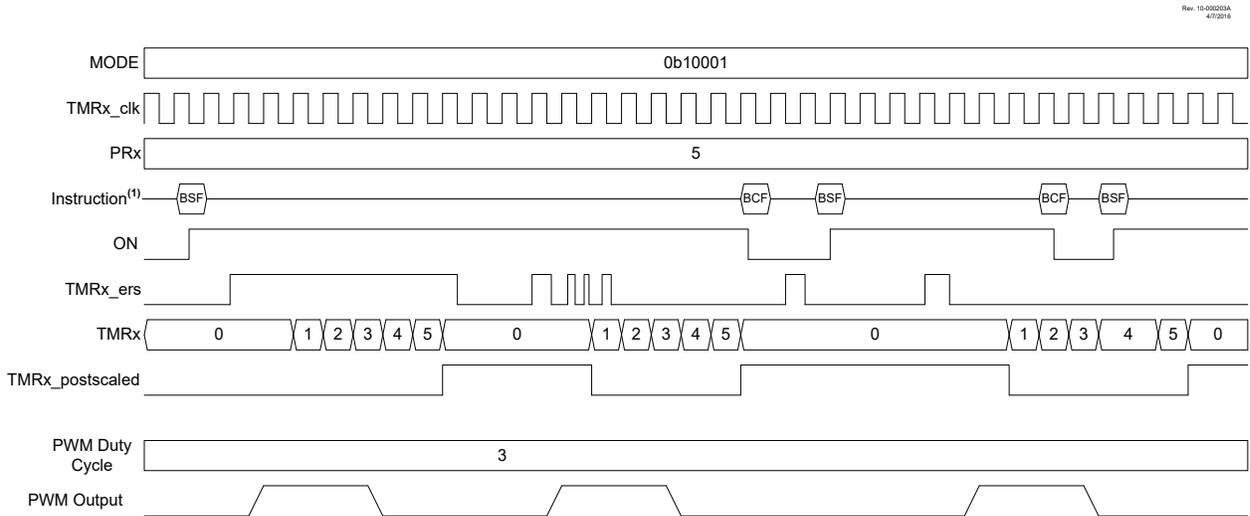 Rev. 10-000203A
4/7/2016
MODE 0b10001
TMRx_clk
PRx 5
Instruction(1) BSF BCF BSF BCF BSF
ON
TMRx_ers
TMRx 0 1 2 3 4 5 0 1 2 3 4 5 0 1 2 3 4 5 0
TMRx_postscaled
PWM Duty
Cycle 3
PWM Output